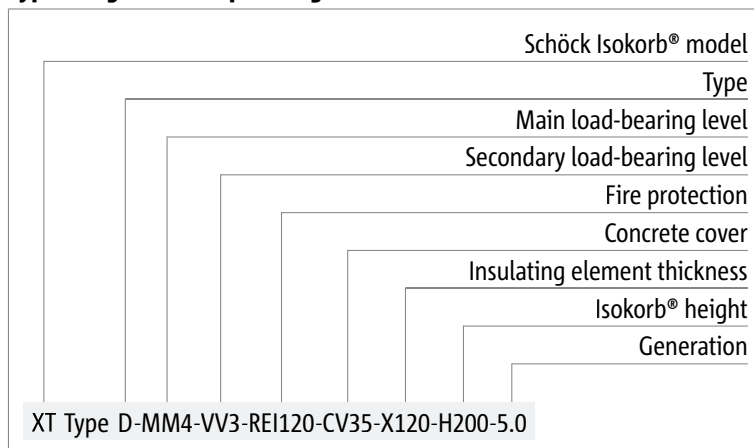 Schöck Isokorb® model
Type
Main load-bearing level
Secondary load-bearing level
Fire protection
Concrete cover
Insulating element thickness
Isokorb® height
Generation
XT Type D-MM4-VV3-REI120-CV35-X120-H200-5.0